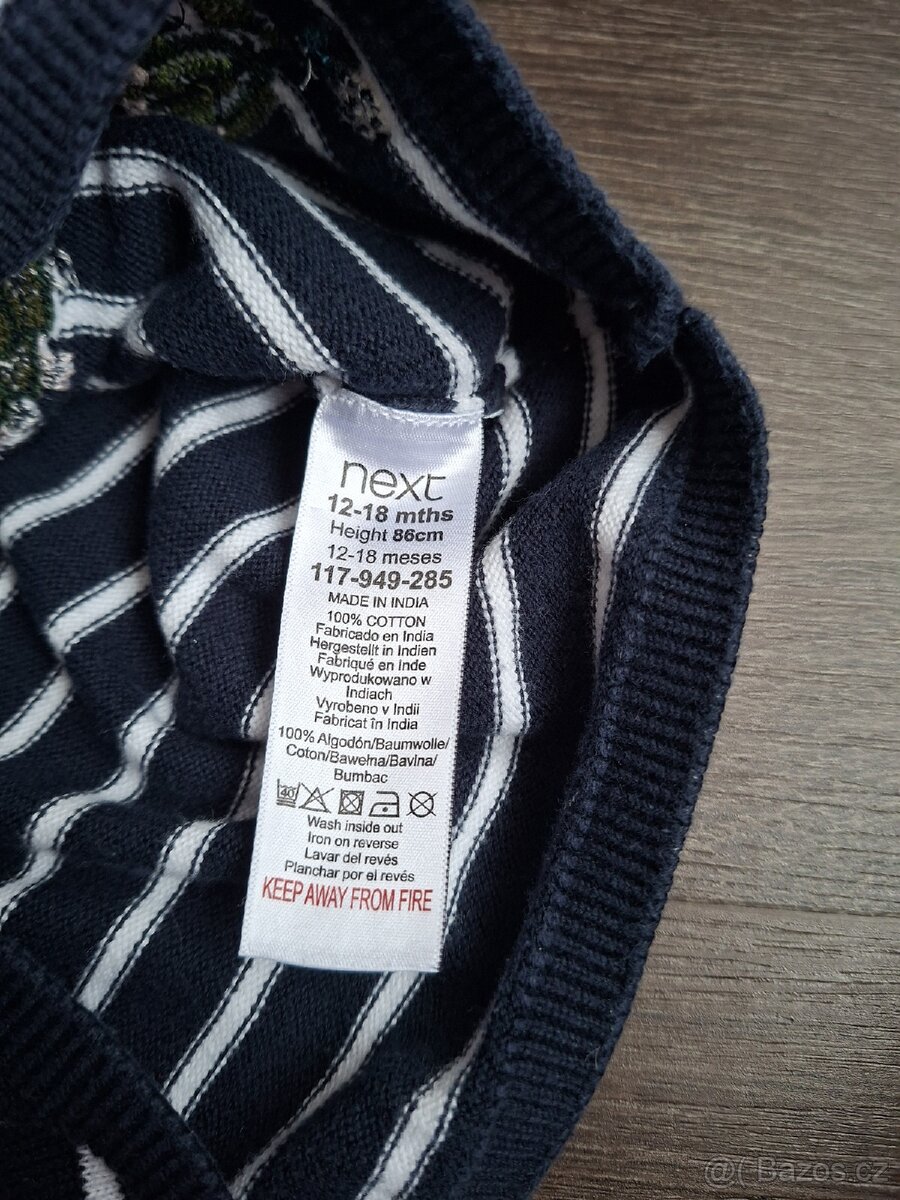 next
12-18 mths
Height 86cm
12-18 meses
117-949-285
MADE IN INDIA
100% COTTON
Fabricado en India
Hergestellt in Indien
Fabriqué en Inde
Wyprodukowano w
Indiach
Vyrobeno v Indii
Fabricat în India
100% Algodón/Baumwolle/
Coton/Bawełna/Bavlna/
Bumbac
40
Wash inside out
Iron on reverse
Lavar del revés
Planchar por el revés
KEEP AWAY FROM FIRE
@( Bazos.cz